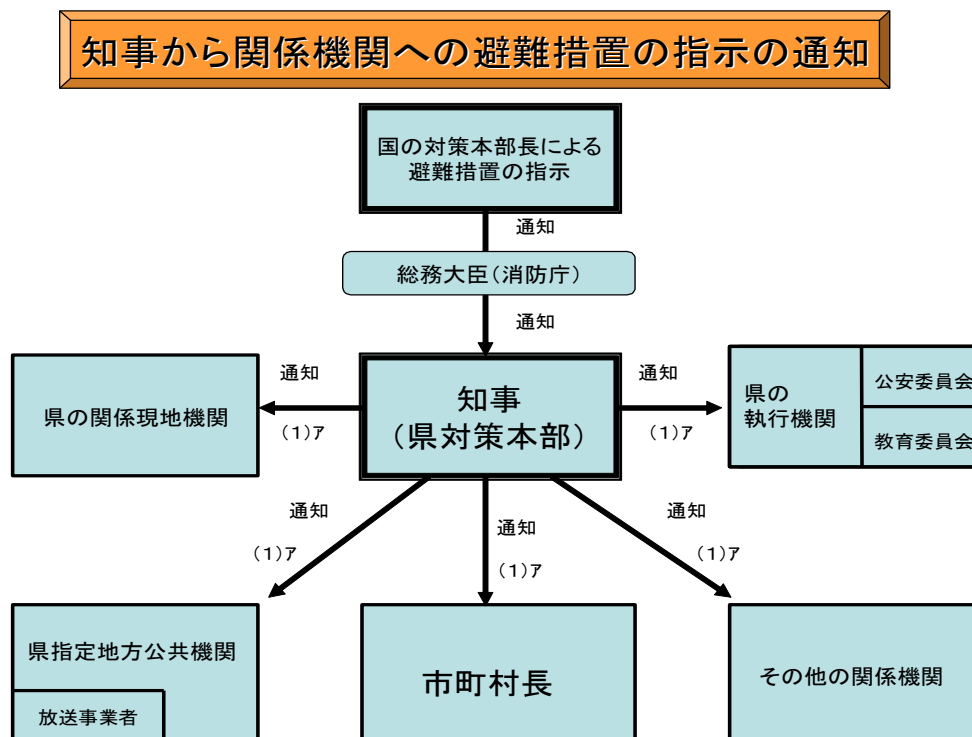 知事から関係機関への避難措置の指示の通知
国の対策本部長による
避難措置の指示
通知
総務大臣(消防庁)
通知
県の関係現地機関
通知
(1)ア
知事
(県対策本部)
通知
(1)ア
県の
執行機関
公安委員会
教育委員会
通知
(1)ア
通知
(1)ア
通知
(1)ア
県指定地方公共機関
放送事業者
市町村長
その他の関係機関